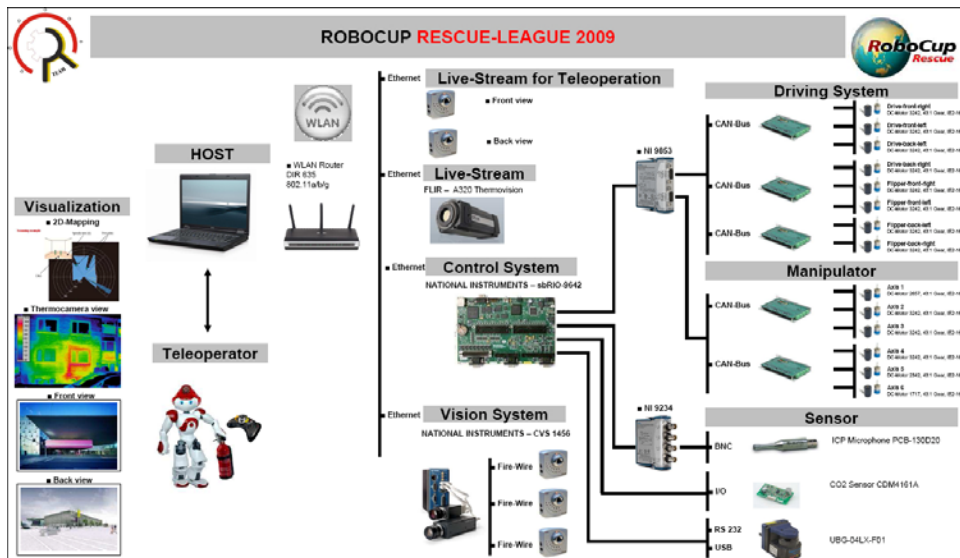 ROBOCUP RESCUE-LEAGUE 2009
TEAM
RoboCup
Rescue
Ethernet
Live-Stream for Teleoperation
Front view
Back view
WLAN
HOST
WLAN Router
DIR 635
802.11a/b/g
Ethernet
Live-Stream
FLIR – A320 Thermovision
Visualization
2D-Mapping
Thermocamera view
Front view
Back view
Teleoperator
Ethernet
Control System
NATIONAL INSTRUMENTS – sbRIO-9642
Ethernet
Vision System
NATIONAL INSTRUMENTS – CVS 1456
Fire-Wire
Fire-Wire
Fire-Wire
NI 9853
NI 9234
Driving System
CAN-Bus
Drive-front-right
Drive-front-left
Drive-back-left
CAN-Bus
Drive-back-right
Flipper-front-right
Flipper-front-left
CAN-Bus
Flipper-back-left
Flipper-back-right
Manipulator
CAN-Bus
Axis 1
Axis 2
Axis 3
CAN-Bus
Axis 4
Axis 5
Axis 6
Sensor
BNC
ICP Microphone PCB-130D20
I/O
CO2 Sensor CDM4161A
RS 232
USB
UBG-04LX-F01